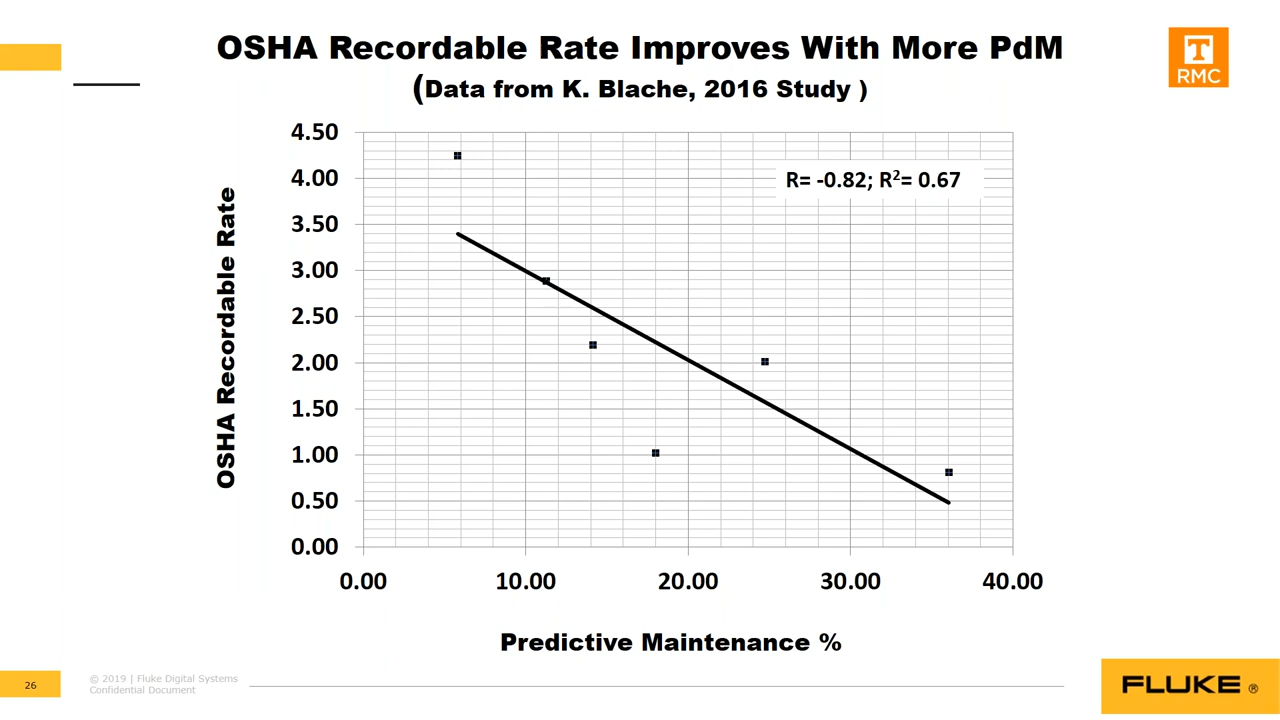 OSHA Recordable Rate Improves With More PdM
(Data from K. Blache, 2016 Study )
T
RMC
4.50
4.00
3.50
3.00
2.50
2.00
1.50
1.00
0.50
0.00
OSHA Recordable Rate
R= -0.82; R²= 0.67
0.00 10.00 20.00 30.00 40.00
Predictive Maintenance %
26
© 2019 | Fluke Digital Systems
Confidential Document
FLUKE ®